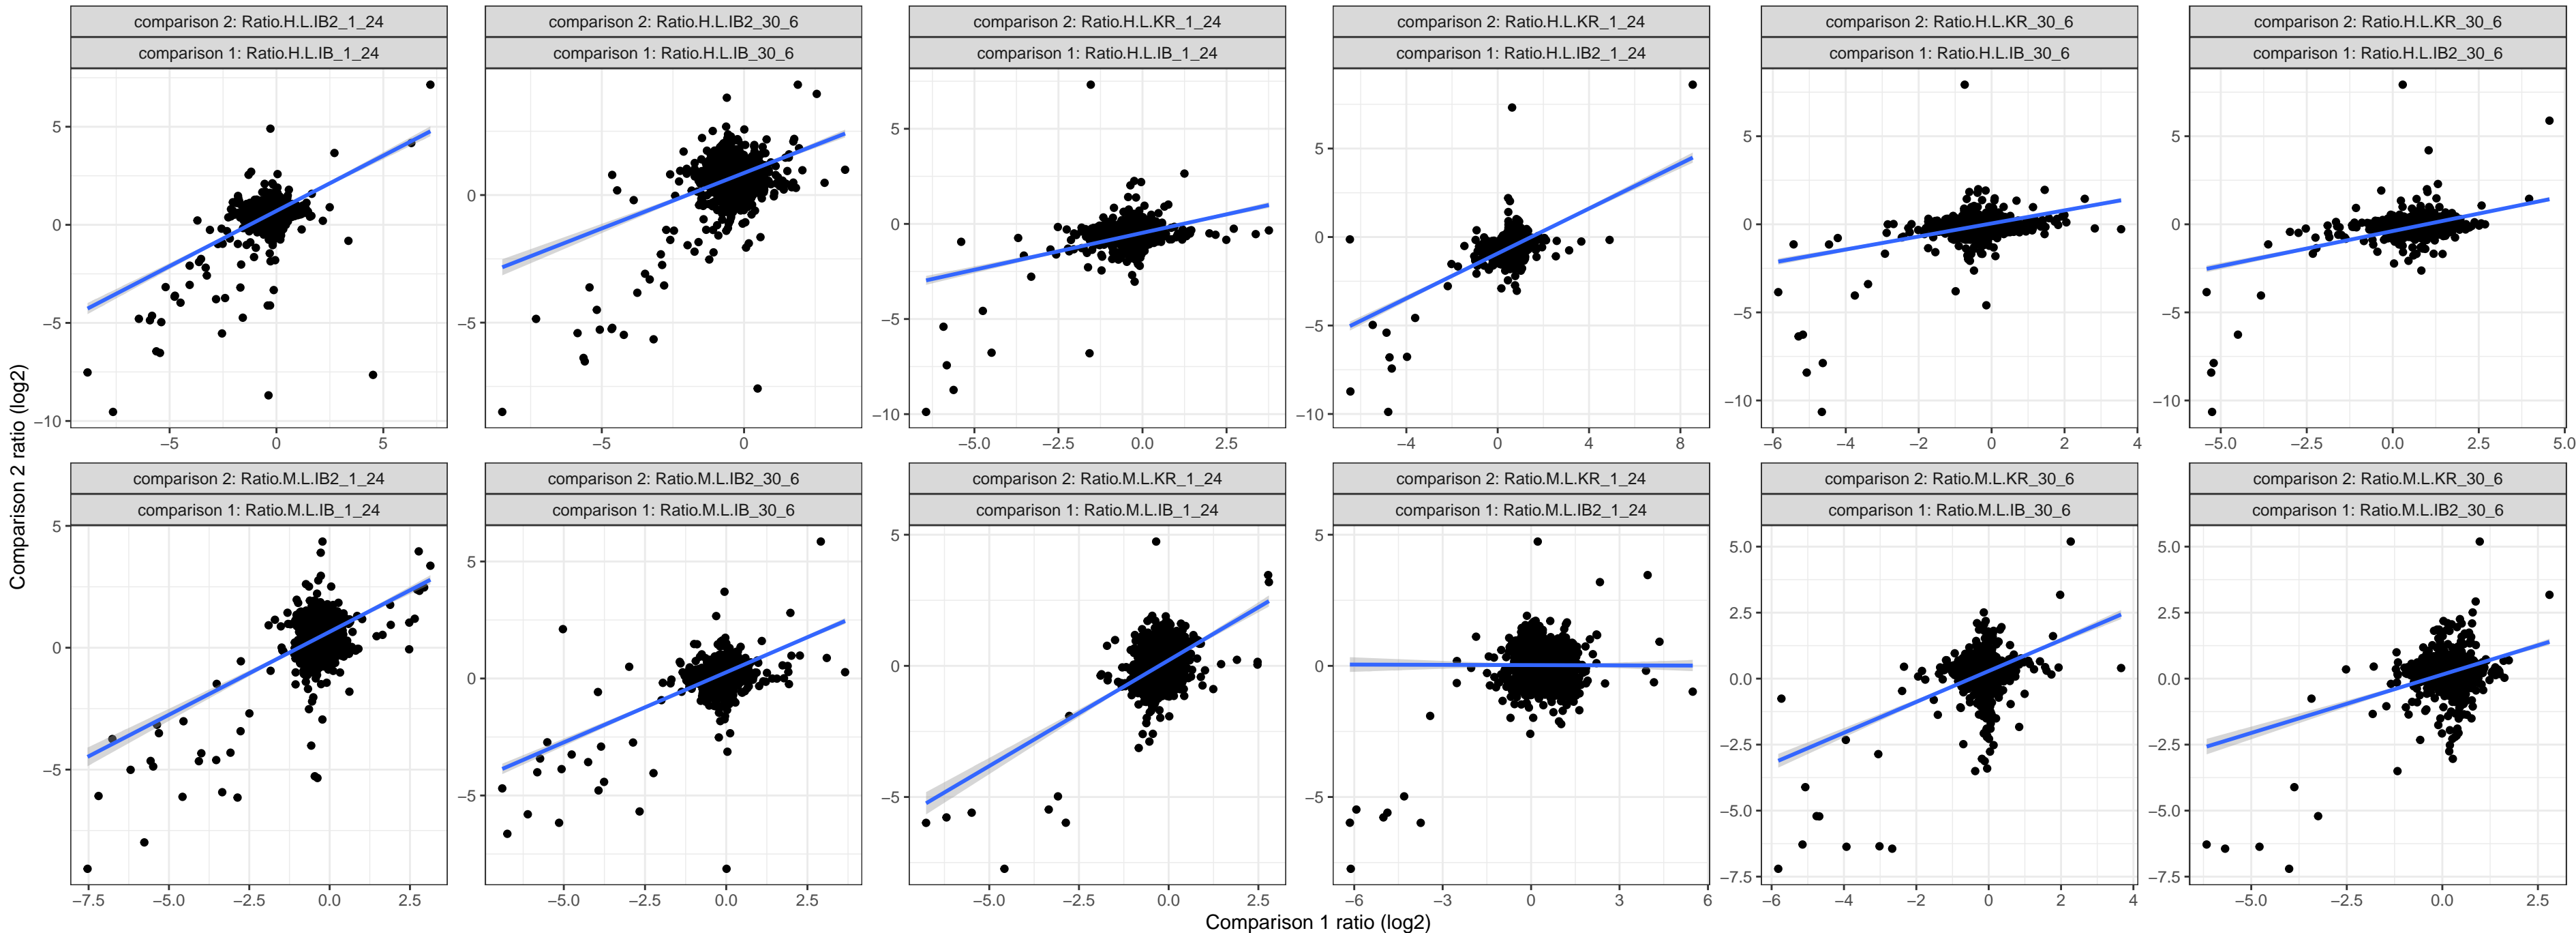 comparison 2: Ratio.H.L.IB2_1_24
comparison 1: Ratio.H.L.IB_1_24
5
0
−5
−10
−5 0 5
comparison 2: Ratio.H.L.IB2_30_6
comparison 1: Ratio.H.L.IB_30_6
0
−5
−5 0
comparison 2: Ratio.H.L.KR_1_24
comparison 1: Ratio.H.L.IB_1_24
5
0
−5
−10
−5.0 −2.5 0.0 2.5
comparison 2: Ratio.H.L.KR_1_24
comparison 1: Ratio.H.L.IB2_1_24
5
0
−5
−10
−4 0 4 8
comparison 2: Ratio.H.L.KR_30_6
comparison 1: Ratio.H.L.IB_30_6
5
0
−5
−10
−6 −4 −2 0 2 4
comparison 2: Ratio.H.L.KR_30_6
comparison 1: Ratio.H.L.IB2_30_6
5
0
−5
−10
−5.0 −2.5 0.0 2.5 5.0
comparison 2: Ratio.M.L.IB2_1_24
comparison 1: Ratio.M.L.IB_1_24
5
0
−5
−7.5 −5.0 −2.5 0.0 2.5
comparison 2: Ratio.M.L.IB2_30_6
comparison 1: Ratio.M.L.IB_30_6
5
0
−5
−5.0 −2.5 0.0 2.5
comparison 2: Ratio.M.L.KR_1_24
comparison 1: Ratio.M.L.IB_1_24
5
0
−5
−5.0 −2.5 0.0 2.5
comparison 2: Ratio.M.L.KR_1_24
comparison 1: Ratio.M.L.IB2_1_24
5
0
−5
−6 −3 0 3 6
comparison 2: Ratio.M.L.KR_30_6
comparison 1: Ratio.M.L.IB_30_6
5.0
2.5
0.0
−2.5
−5.0
−7.5
−6 −4 −2 0 2 4
comparison 2: Ratio.M.L.KR_30_6
comparison 1: Ratio.M.L.IB2_30_6
5.0
2.5
0.0
−2.5
−5.0
−7.5
−5.0 −2.5 0.0 2.5
Comparison 2 ratio (log2)
Comparison 1 ratio (log2)